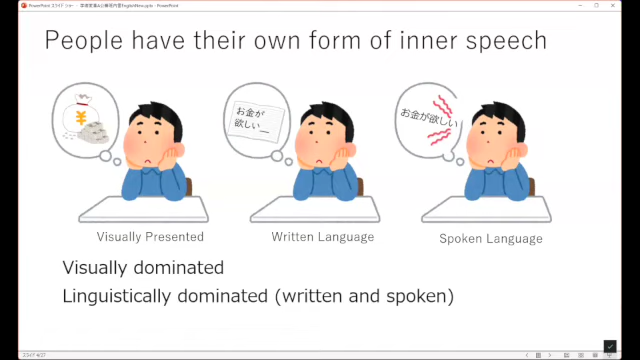 People have their own form of inner speech
¥
お金が
欲しい
お金が欲しい
Visually Presented
Written Language
Spoken Language
Visually dominated
Linguistically dominated (written and spoken)